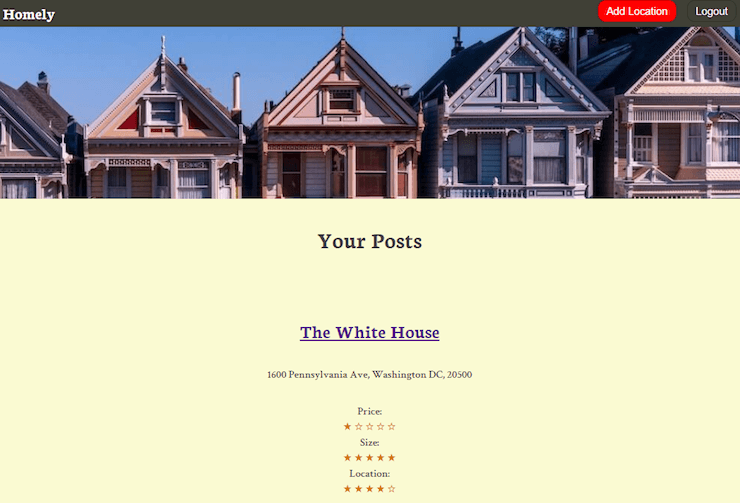 Homely
Add Location
Logout
Your Posts
The White House
1600 Pennsylvania Ave, Washington DC, 20500
Price:
★☆☆☆☆
Size:
★★★★★
Location:
★★★★☆